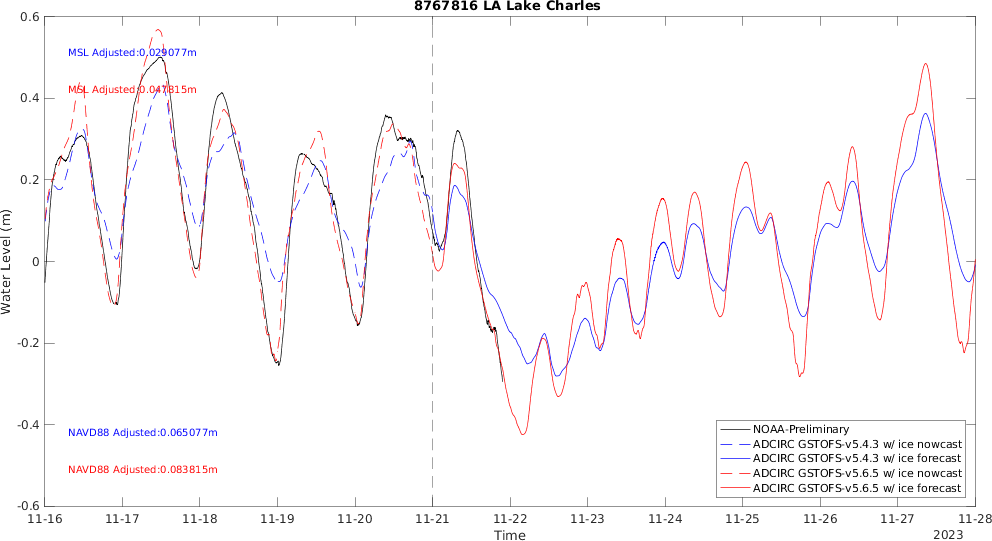 8767816 LA Lake Charles
Water Level (m)
0.6
0.4
0.2
0
-0.2
-0.4
-0.6
MSL Adjusted:0.029077m
MSL Adjusted:0.047815m
NAVD88 Adjusted:0.065077m
NAVD88 Adjusted:0.083815m
NOAA-Preliminary
ADCIRC GSTOFS-v5.4.3 w/ ice nowcast
ADCIRC GSTOFS-v5.4.3 w/ ice forecast
ADCIRC GSTOFS-v5.6.5 w/ ice nowcast
ADCIRC GSTOFS-v5.6.5 w/ ice forecast
11-16 11-17 11-18 11-19 11-20 11-21 11-22 11-23 11-24 11-25 11-26 11-27 11-28
Time
2023